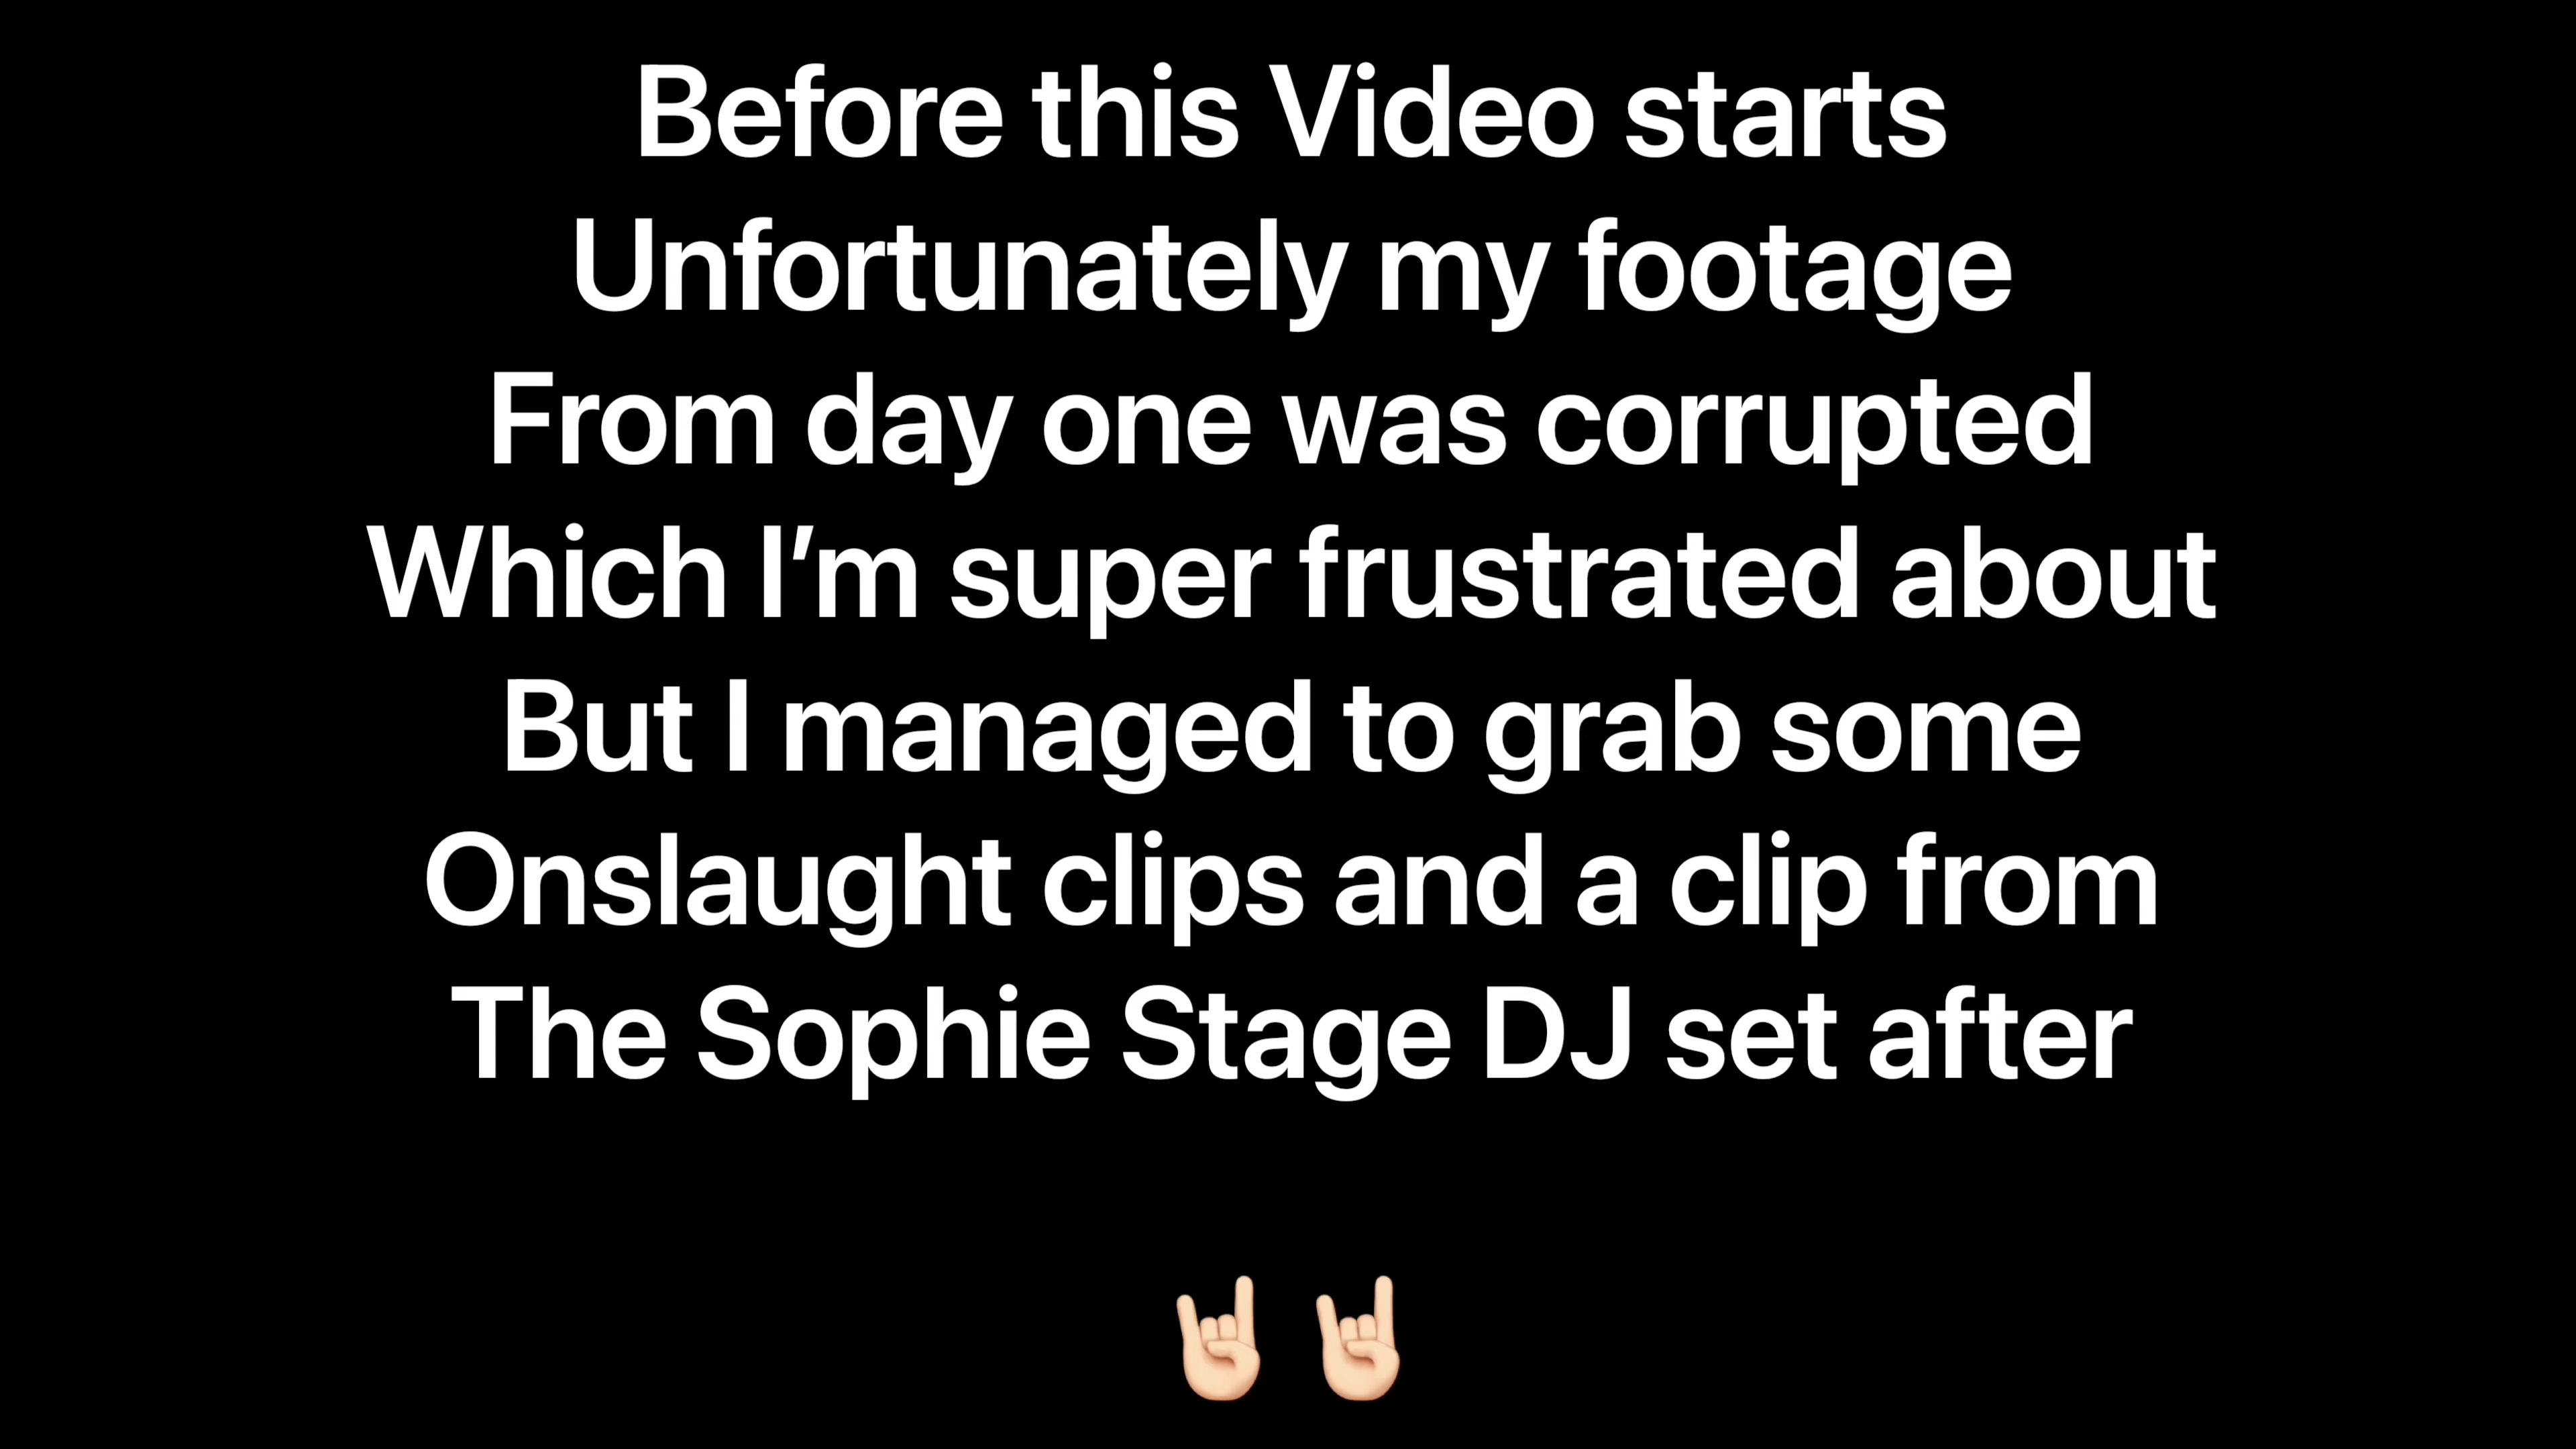 Before this Video starts
Unfortunately my footage
From day one was corrupted
Which I’m super frustrated about
But I managed to grab some
Onslaught clips and a clip from
The Sophie Stage DJ set after
🤘🏻 🤘🏻